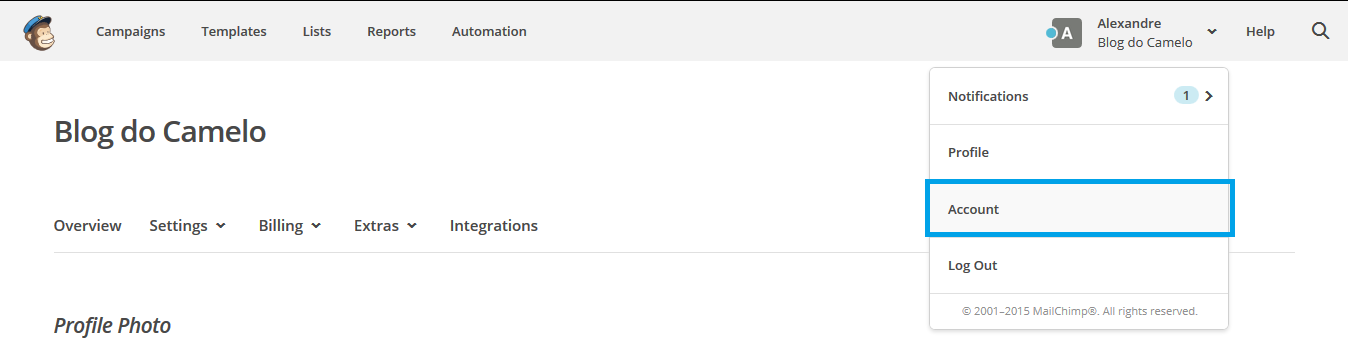 Campaigns Templates Lists Reports Automation
A
Alexandre
Blog do Camelo
Help
Notifications 1
Profile
Account
Log Out
© 2001–2015 MailChimp®. All rights reserved.
Blog do Camelo
Overview Settings Billing Extras Integrations
Profile Photo